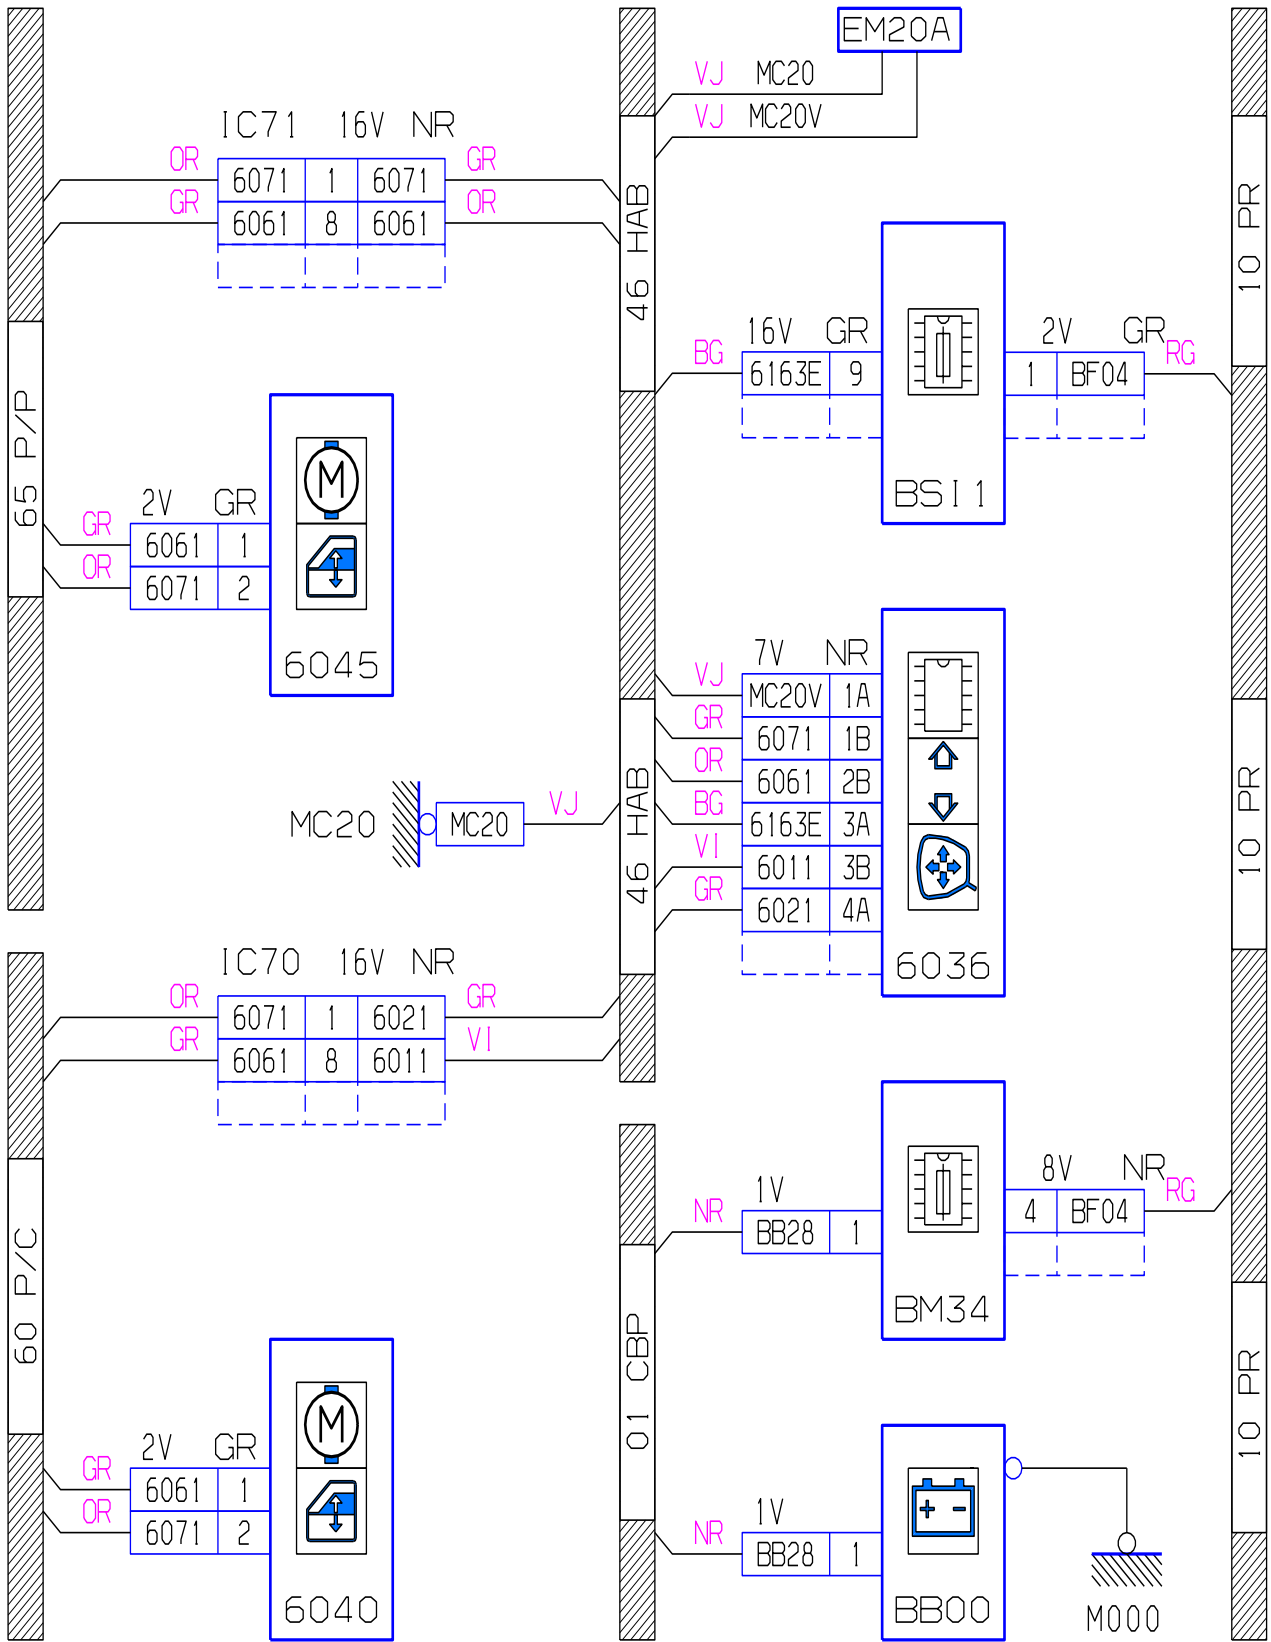 EM20A
VJ MC20
VJ MC20V
IC71 16V NR
OR 6071 1 6071 GR
GR 6061 8 6061 OR
46 HAB
10 PR
16V GR
BG 6163E 9
2V GR
1 BF04 RG
BSI1
65 P/P
2V GR
GR 6061 1
OR 6071 2
M
6045
7V NR
VJ MC20V 1A
GR 6071 1B
OR 6061 2B
BG 6163E 3A
VI 6011 3B
GR 6021 4A
6036
MC20 MC20 VJ
46 HAB
10 PR
IC70 16V NR
OR 6071 1 6021 GR
GR 6061 8 6011 VI
60 P/C
1V
NR BB28 1
8V NR
4 BF04 RG
BM34
01 CBP
10 PR
2V GR
GR 6061 1
OR 6071 2
M
6040
1V
NR BB28 1
+ -
BB00
M000